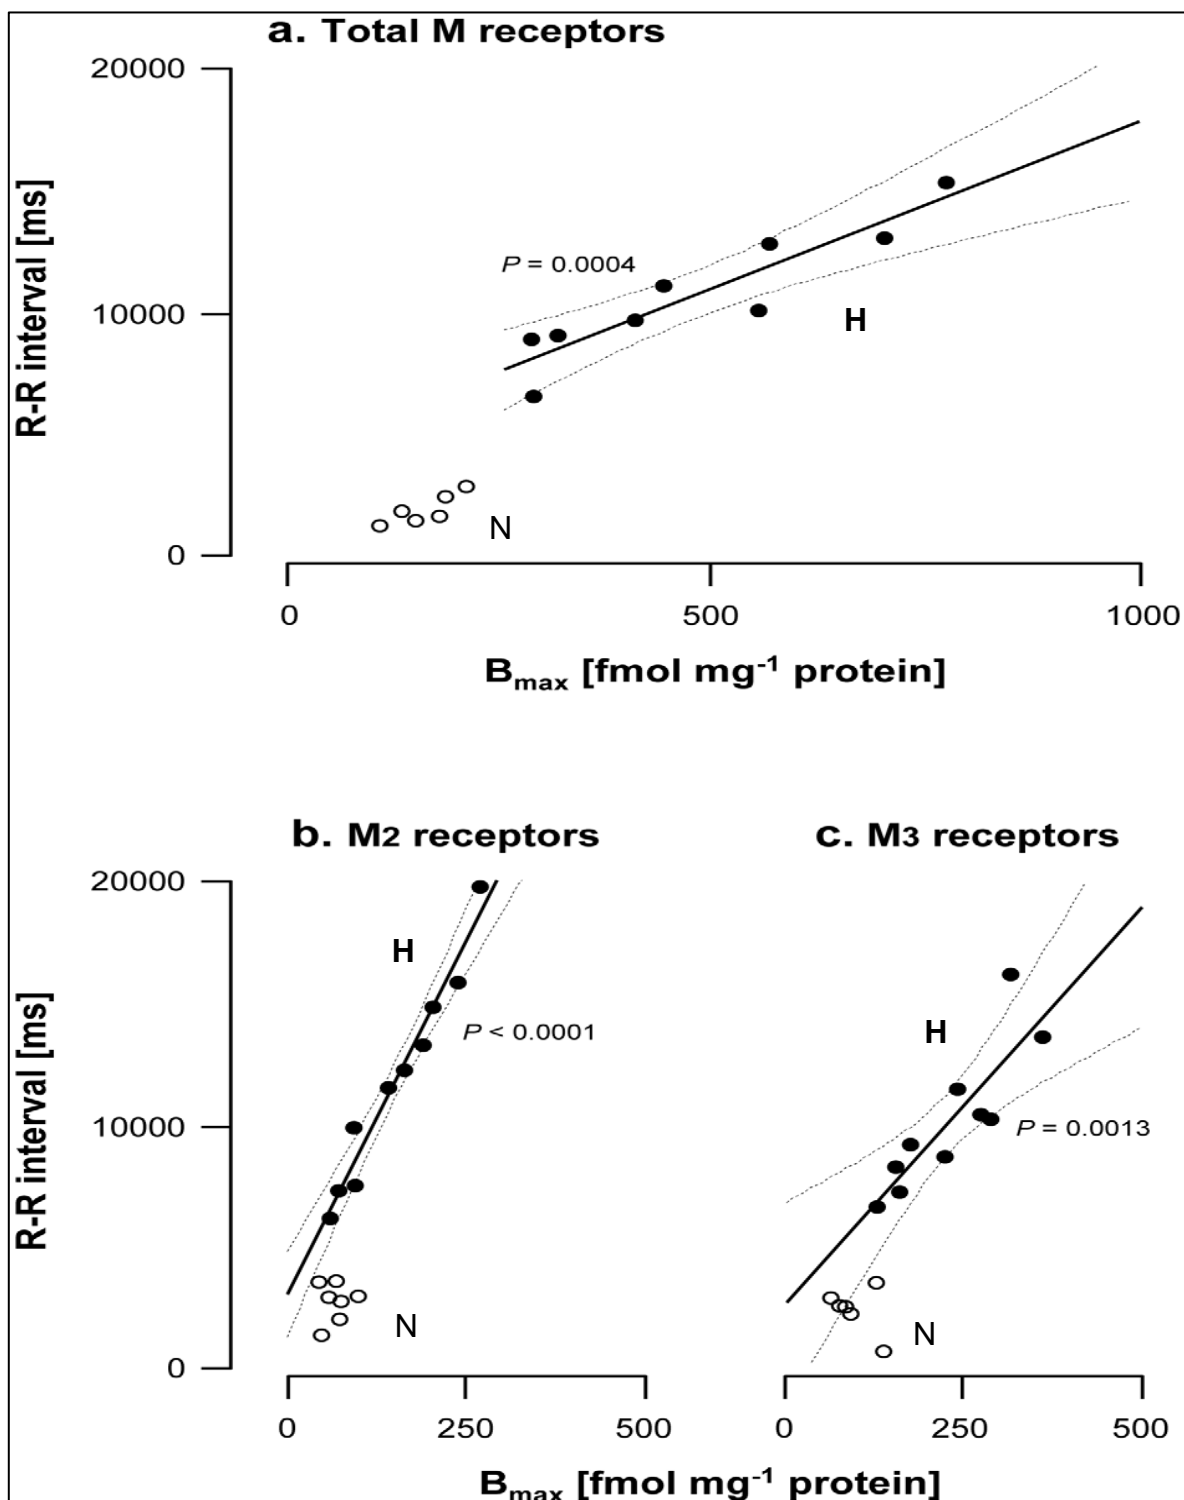 a. Total M receptors
20000
10000
0
R-R interval [ms]
P = 0.0004
H
N
0 500 1000
Bmax [fmol mg-1 protein]
b. M2 receptors
20000
10000
0
R-R interval [ms]
H
P < 0.0001
N
0 250 500
c. M3 receptors
H
P = 0.0013
N
0 250 500
Bmax [fmol mg-1 protein]